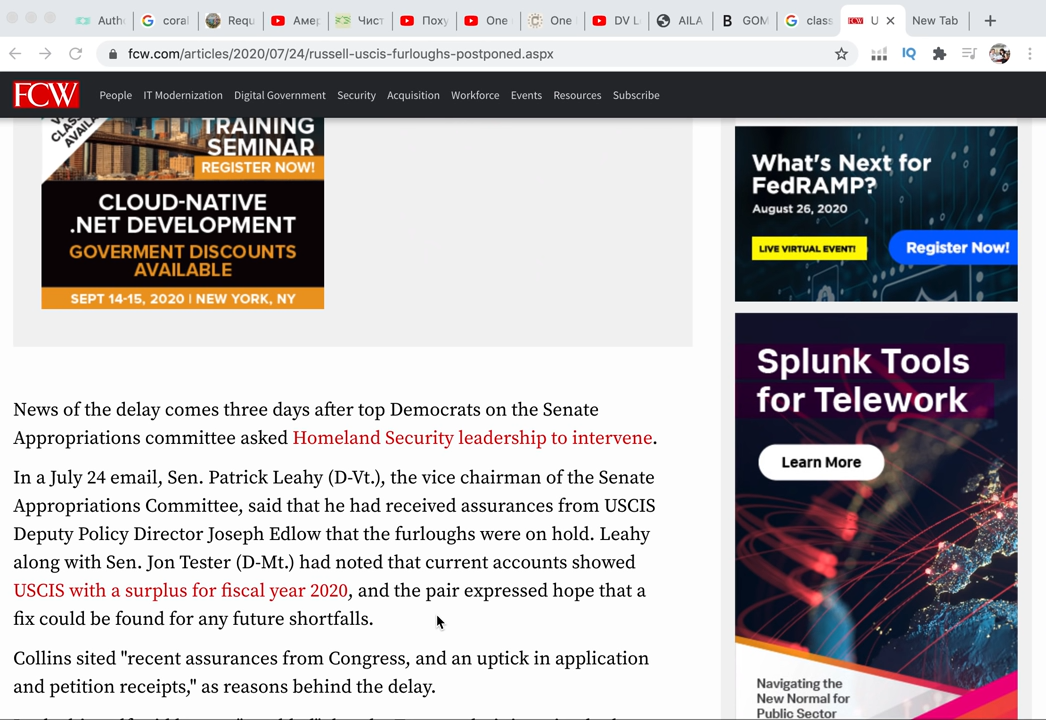 Auth
G coral
Requ
Амер
Чист
Поху
One
C One
DV L
AILA
B GOM
G class
FCW U
New Tab
fcw.com/articles/2020/07/24/russell-uscis-furloughs-postponed.aspx
IQ
FCW People IT Modernization Digital Government Security Acquisition Workforce Events Resources Subscribe
TRAINING
SEMINAR
REGISTER NOW!
CLOUD-NATIVE
.NET DEVELOPMENT
GOVERMENT DISCOUNTS
AVAILABLE
SEPT 14-15, 2020 | NEW YORK, NY
News of the delay comes three days after top Democrats on the Senate
Appropriations committee asked Homeland Security leadership to intervene.
In a July 24 email, Sen. Patrick Leahy (D-Vt.), the vice chairman of the Senate
Appropriations Committee, said that he had received assurances from USCIS
Deputy Policy Director Joseph Edlow that the furloughs were on hold. Leahy
along with Sen. Jon Tester (D-Mt.) had noted that current accounts showed
USCIS with a surplus for fiscal year 2020, and the pair expressed hope that a
fix could be found for any future shortfalls.
Collins sited "recent assurances from Congress, and an uptick in application
and petition receipts," as reasons behind the delay.
What's Next for
FedRAMP?
August 26, 2020
LIVE VIRTUAL EVENT!
Register Now!
Splunk Tools
for Telework
Learn More
Navigating the
New Normal for
Public Sector